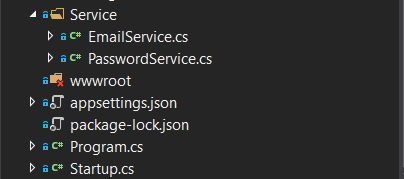 Service
C# EmailService.cs
C# PasswordService.cs
wwwroot
appsettings.json
package-lock.json
C# Program.cs
C# Startup.cs